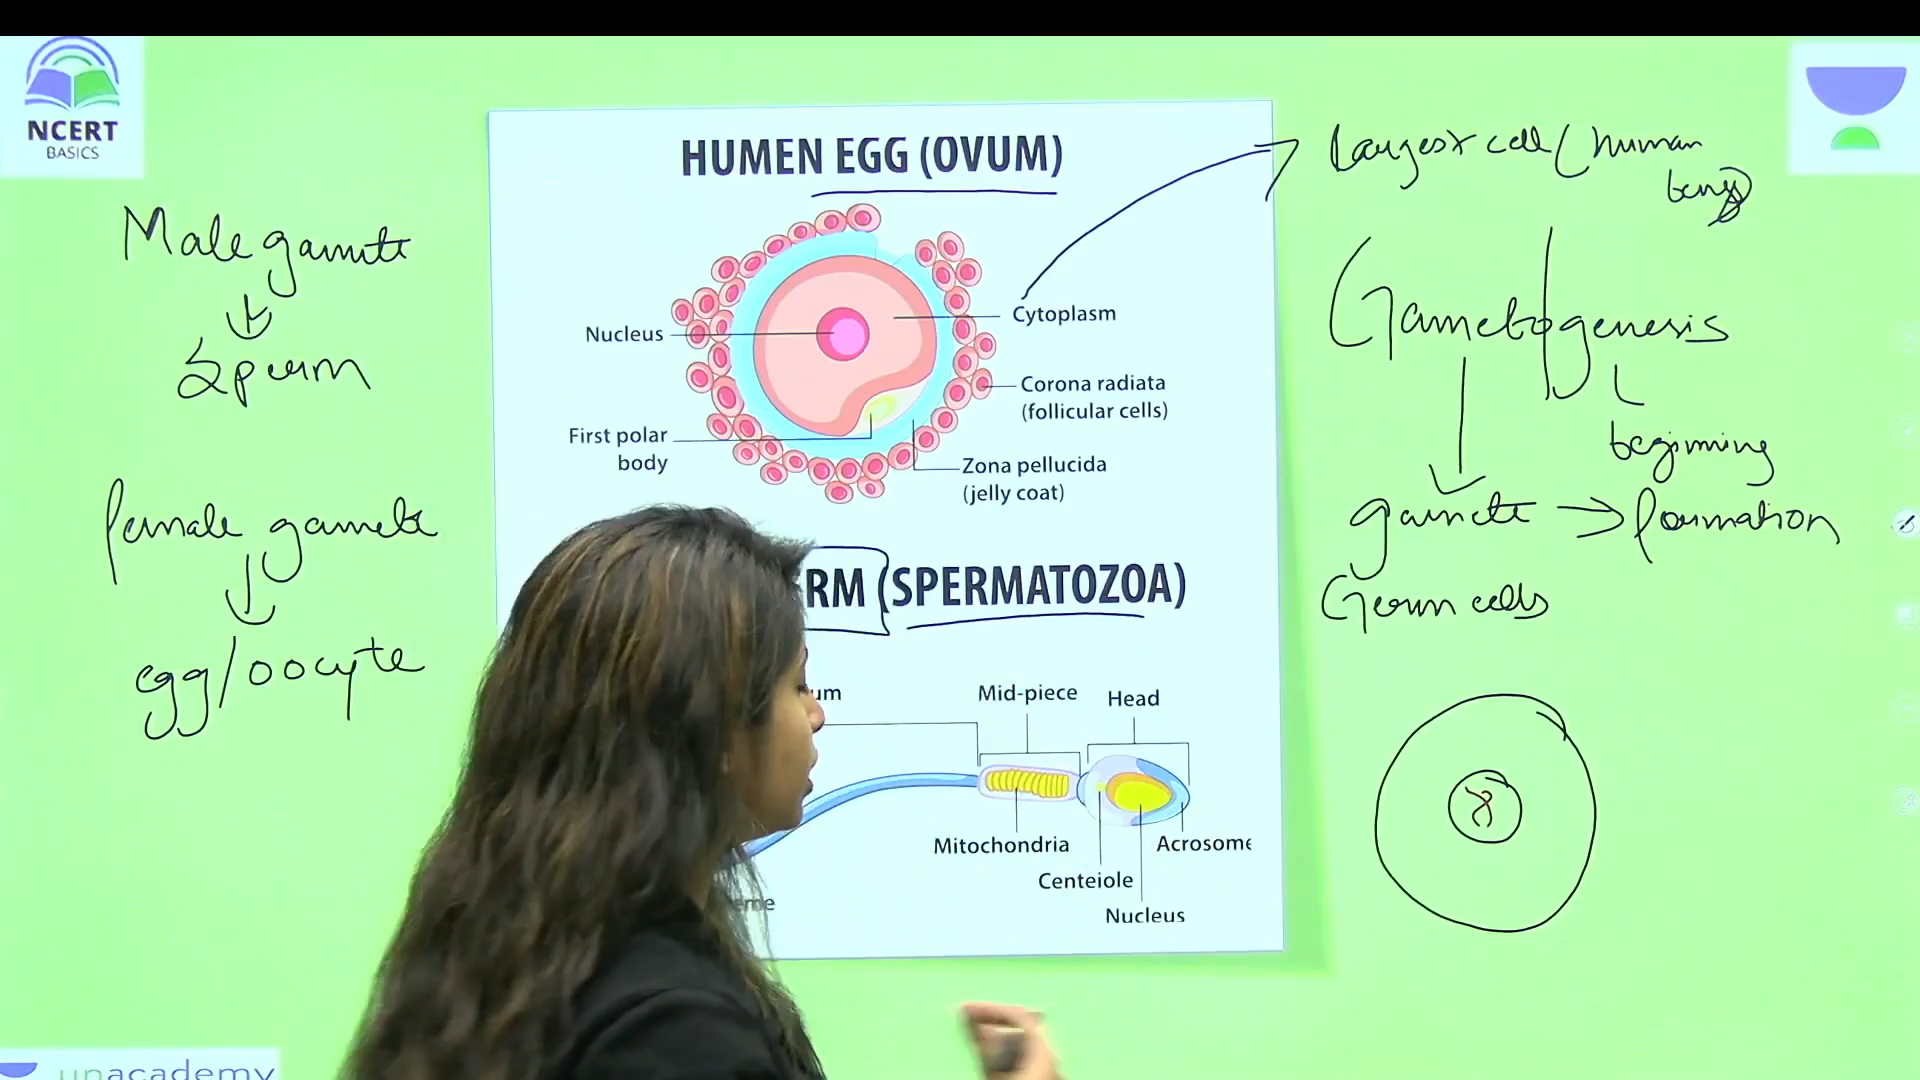 NCERT
BASICS
HUMEN EGG (OVUM)
Largest cell (human
Male gamete
Sperm
Nucleus
Cytoplasm
Corona radiata
(follicular cells)
First polar
body
Zona pellucida
(jelly coat)
Gametogenesis
beginning
gamete → formation
Germ cells
female gamete
egg/oocyte
RM (SPERMATOZOA)
um
Mid-piece
Head
Mitochondria
Acrosome
Centeiole
Nucleus
eme
unacademy